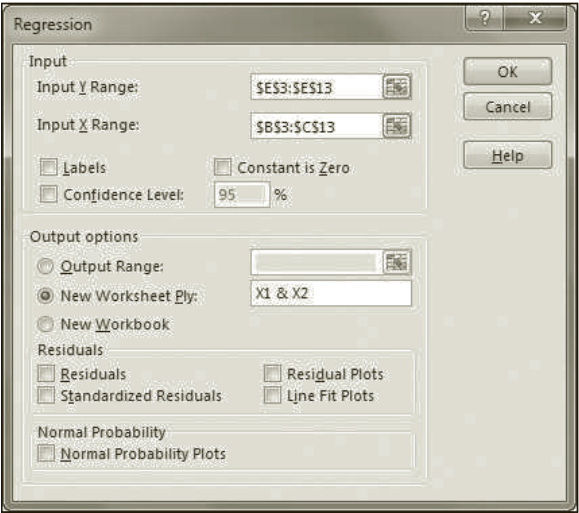 Regression
? X
Input
Input Y Range: $E$3:$E$13
Input X Range: $B$3:$C$13
Labels Constant is Zero
Confidence Level: 95 %
OK
Cancel
Help
Output options
Output Range:
New Worksheet Ply: X1 & X2
New Workbook
Residuals
Residuals Residual Plots
Standardized Residuals Line Fit Plots
Normal Probability
Normal Probability Plots